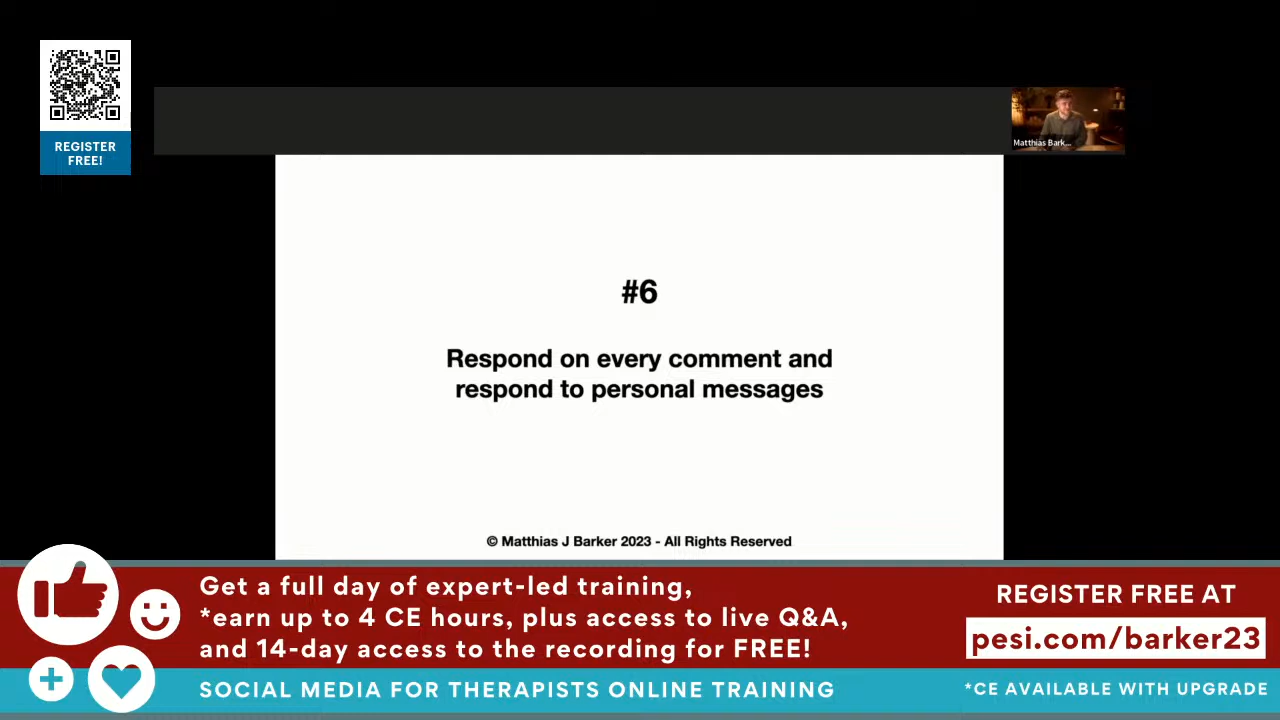 REGISTER
FREE!
Matthias Bark...
#6
Respond on every comment and
respond to personal messages
© Matthias J Barker 2023 - All Rights Reserved
Get a full day of expert-led training,
*earn up to 4 CE hours, plus access to live Q&A,
and 14-day access to the recording for FREE!
REGISTER FREE AT
pesi.com/barker23
SOCIAL MEDIA FOR THERAPISTS ONLINE TRAINING
*CE AVAILABLE WITH UPGRADE